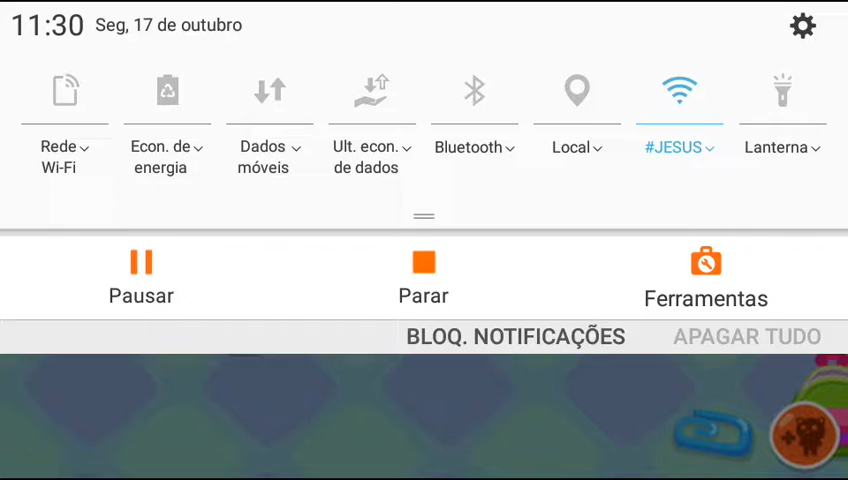 11:30 Seg, 17 de outubro
Rede Wi-Fi
Econ. de energia
Dados móveis
Ult. econ. de dados
Bluetooth
Local
#JESUS
Lanterna
Pausar
Parar
Ferramentas
BLOQ. NOTIFICAÇÕES
APAGAR TUDO